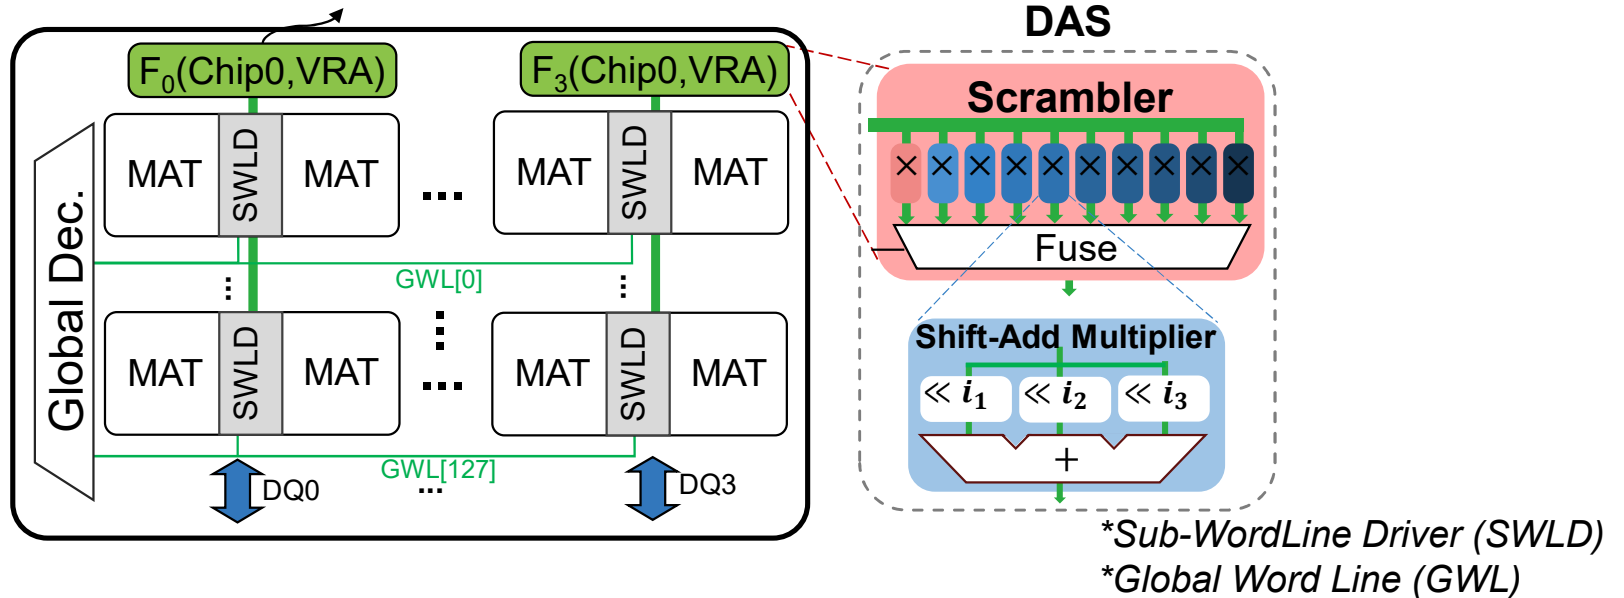 DAS
F0(Chip0,VRA)
F3(Chip0,VRA)
Scrambler
× × × × × × × × × ×
Fuse
Global Dec.
MAT SWLD MAT ... MAT SWLD MAT
GWL[0]
... ... ...
MAT SWLD MAT ... MAT SWLD MAT
GWL[127]
DQ0 ... DQ3
Shift-Add Multiplier
≪ i1 ≪ i2 ≪ i3
+
*Sub-WordLine Driver (SWLD)
*Global Word Line (GWL)